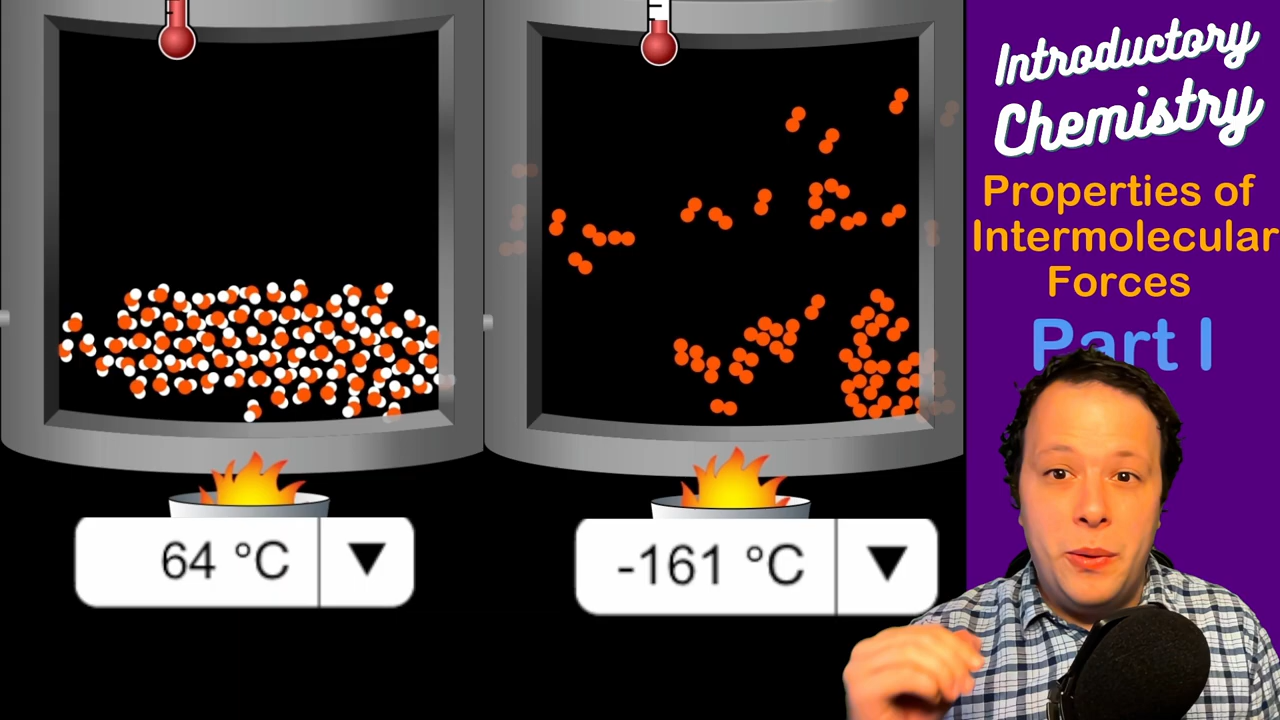 Introductory
Chemistry
Properties of
Intermolecular
Forces
Part I
64 °C
-161 °C